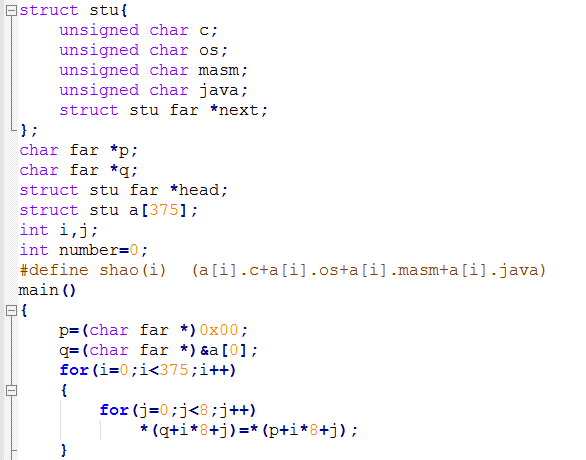 struct stu{
unsigned char c;
unsigned char os;
unsigned char masm;
unsigned char java;
struct stu far *next;
};
char far *p;
char far *q;
struct stu far *head;
struct stu a[375];
int i,j;
int number=0;
#define shao(i)  (a[i].c+a[i].os+a[i].masm+a[i].java)
main()
{
p=(char far *)0x00;
q=(char far *)&a[0];
for(i=0;i<375;i++)
{
for(j=0;j<8;j++)
*(q+i*8+j)=*(p+i*8+j);
}